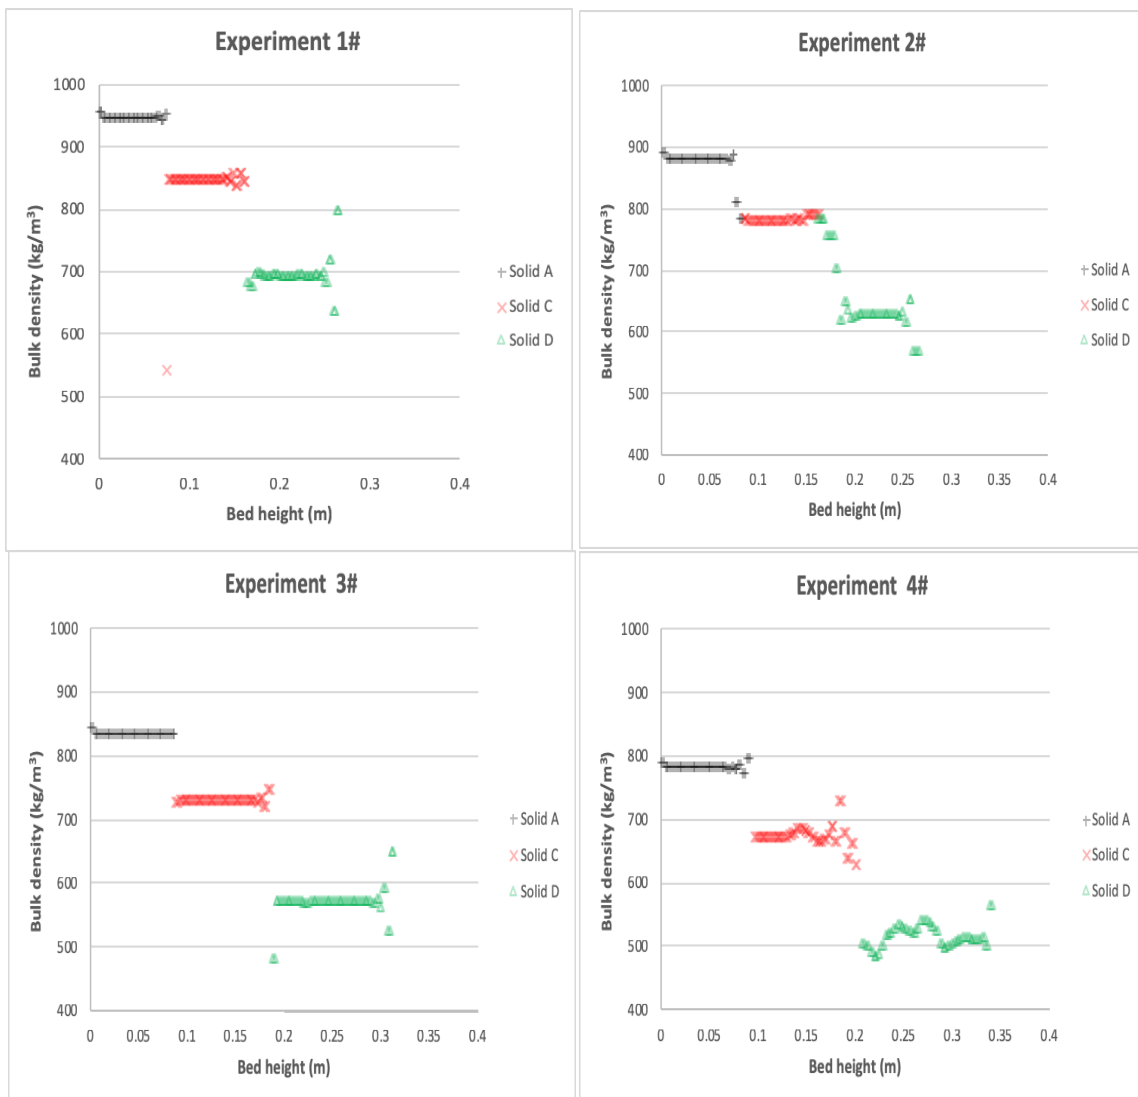 Experiment 1#
Bulk density (kg/m³)
1000
900
800
700
600
500
400
0
0.1
0.2
0.3
0.4
Bed height (m)
Solid A
Solid C
Solid D
Experiment 2#
Bulk density (kg/m³)
1000
900
800
700
600
500
400
0
0.05
0.1
0.15
0.2
0.25
0.3
0.35
0.4
Bed height (m)
Solid A
Solid C
Solid D
Experiment 3#
Bulk density (kg/m³)
1000
900
800
700
600
500
400
0
0.05
0.1
0.15
0.2
0.25
0.3
0.35
0.4
Bed height (m)
Solid A
Solid C
Solid D
Experiment 4#
Bulk density (kg/m³)
1000
900
800
700
600
500
400
0
0.05
0.1
0.15
0.2
0.25
0.3
0.35
0.4
Bed height (m)
Solid A
Solid C
Solid D